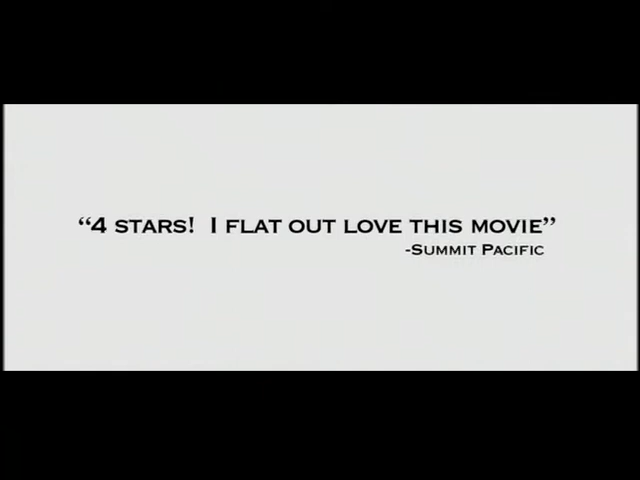 “4 STARS!  I FLAT OUT LOVE THIS MOVIE”
-SUMMIT PACIFIC